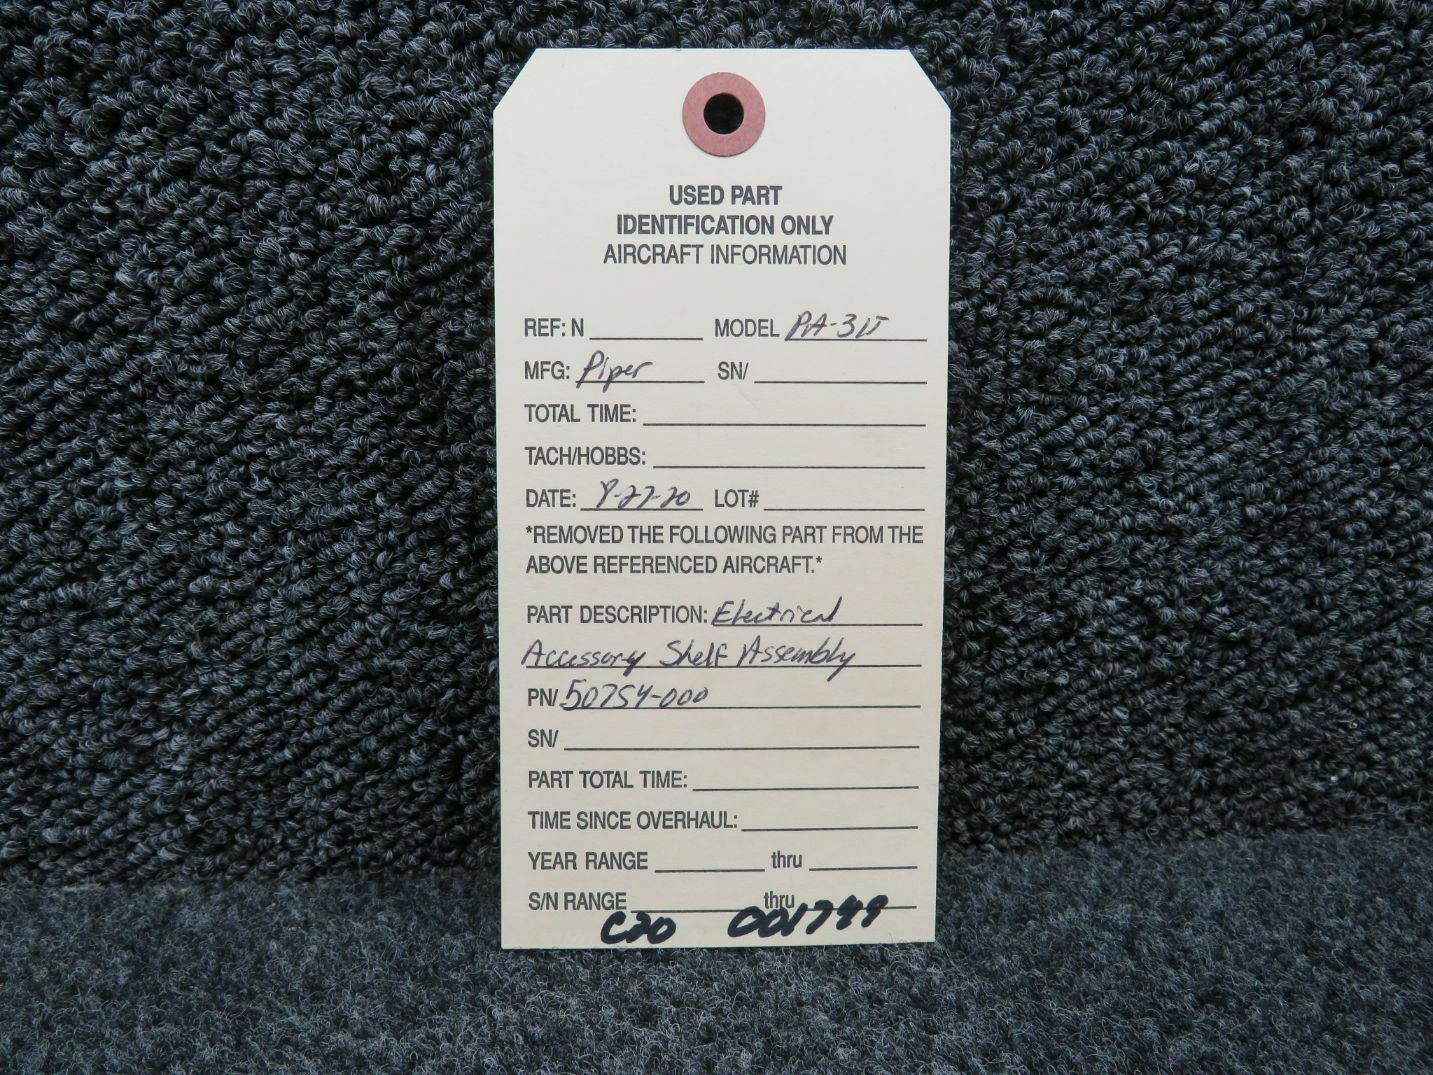 USED PART
IDENTIFICATION ONLY
AIRCRAFT INFORMATION
REF: N MODEL PA-31T
MFG: Piper SN/
TOTAL TIME:
TACH/HOBBS:
DATE: 8-27-20 LOT#
*REMOVED THE FOLLOWING PART FROM THE
ABOVE REFERENCED AIRCRAFT.*
PART DESCRIPTION: Electrical
Accessory Shelf Assembly
PN/ 50754-000
SN/
PART TOTAL TIME:
TIME SINCE OVERHAUL:
YEAR RANGE thru
S/N RANGE thru
C20